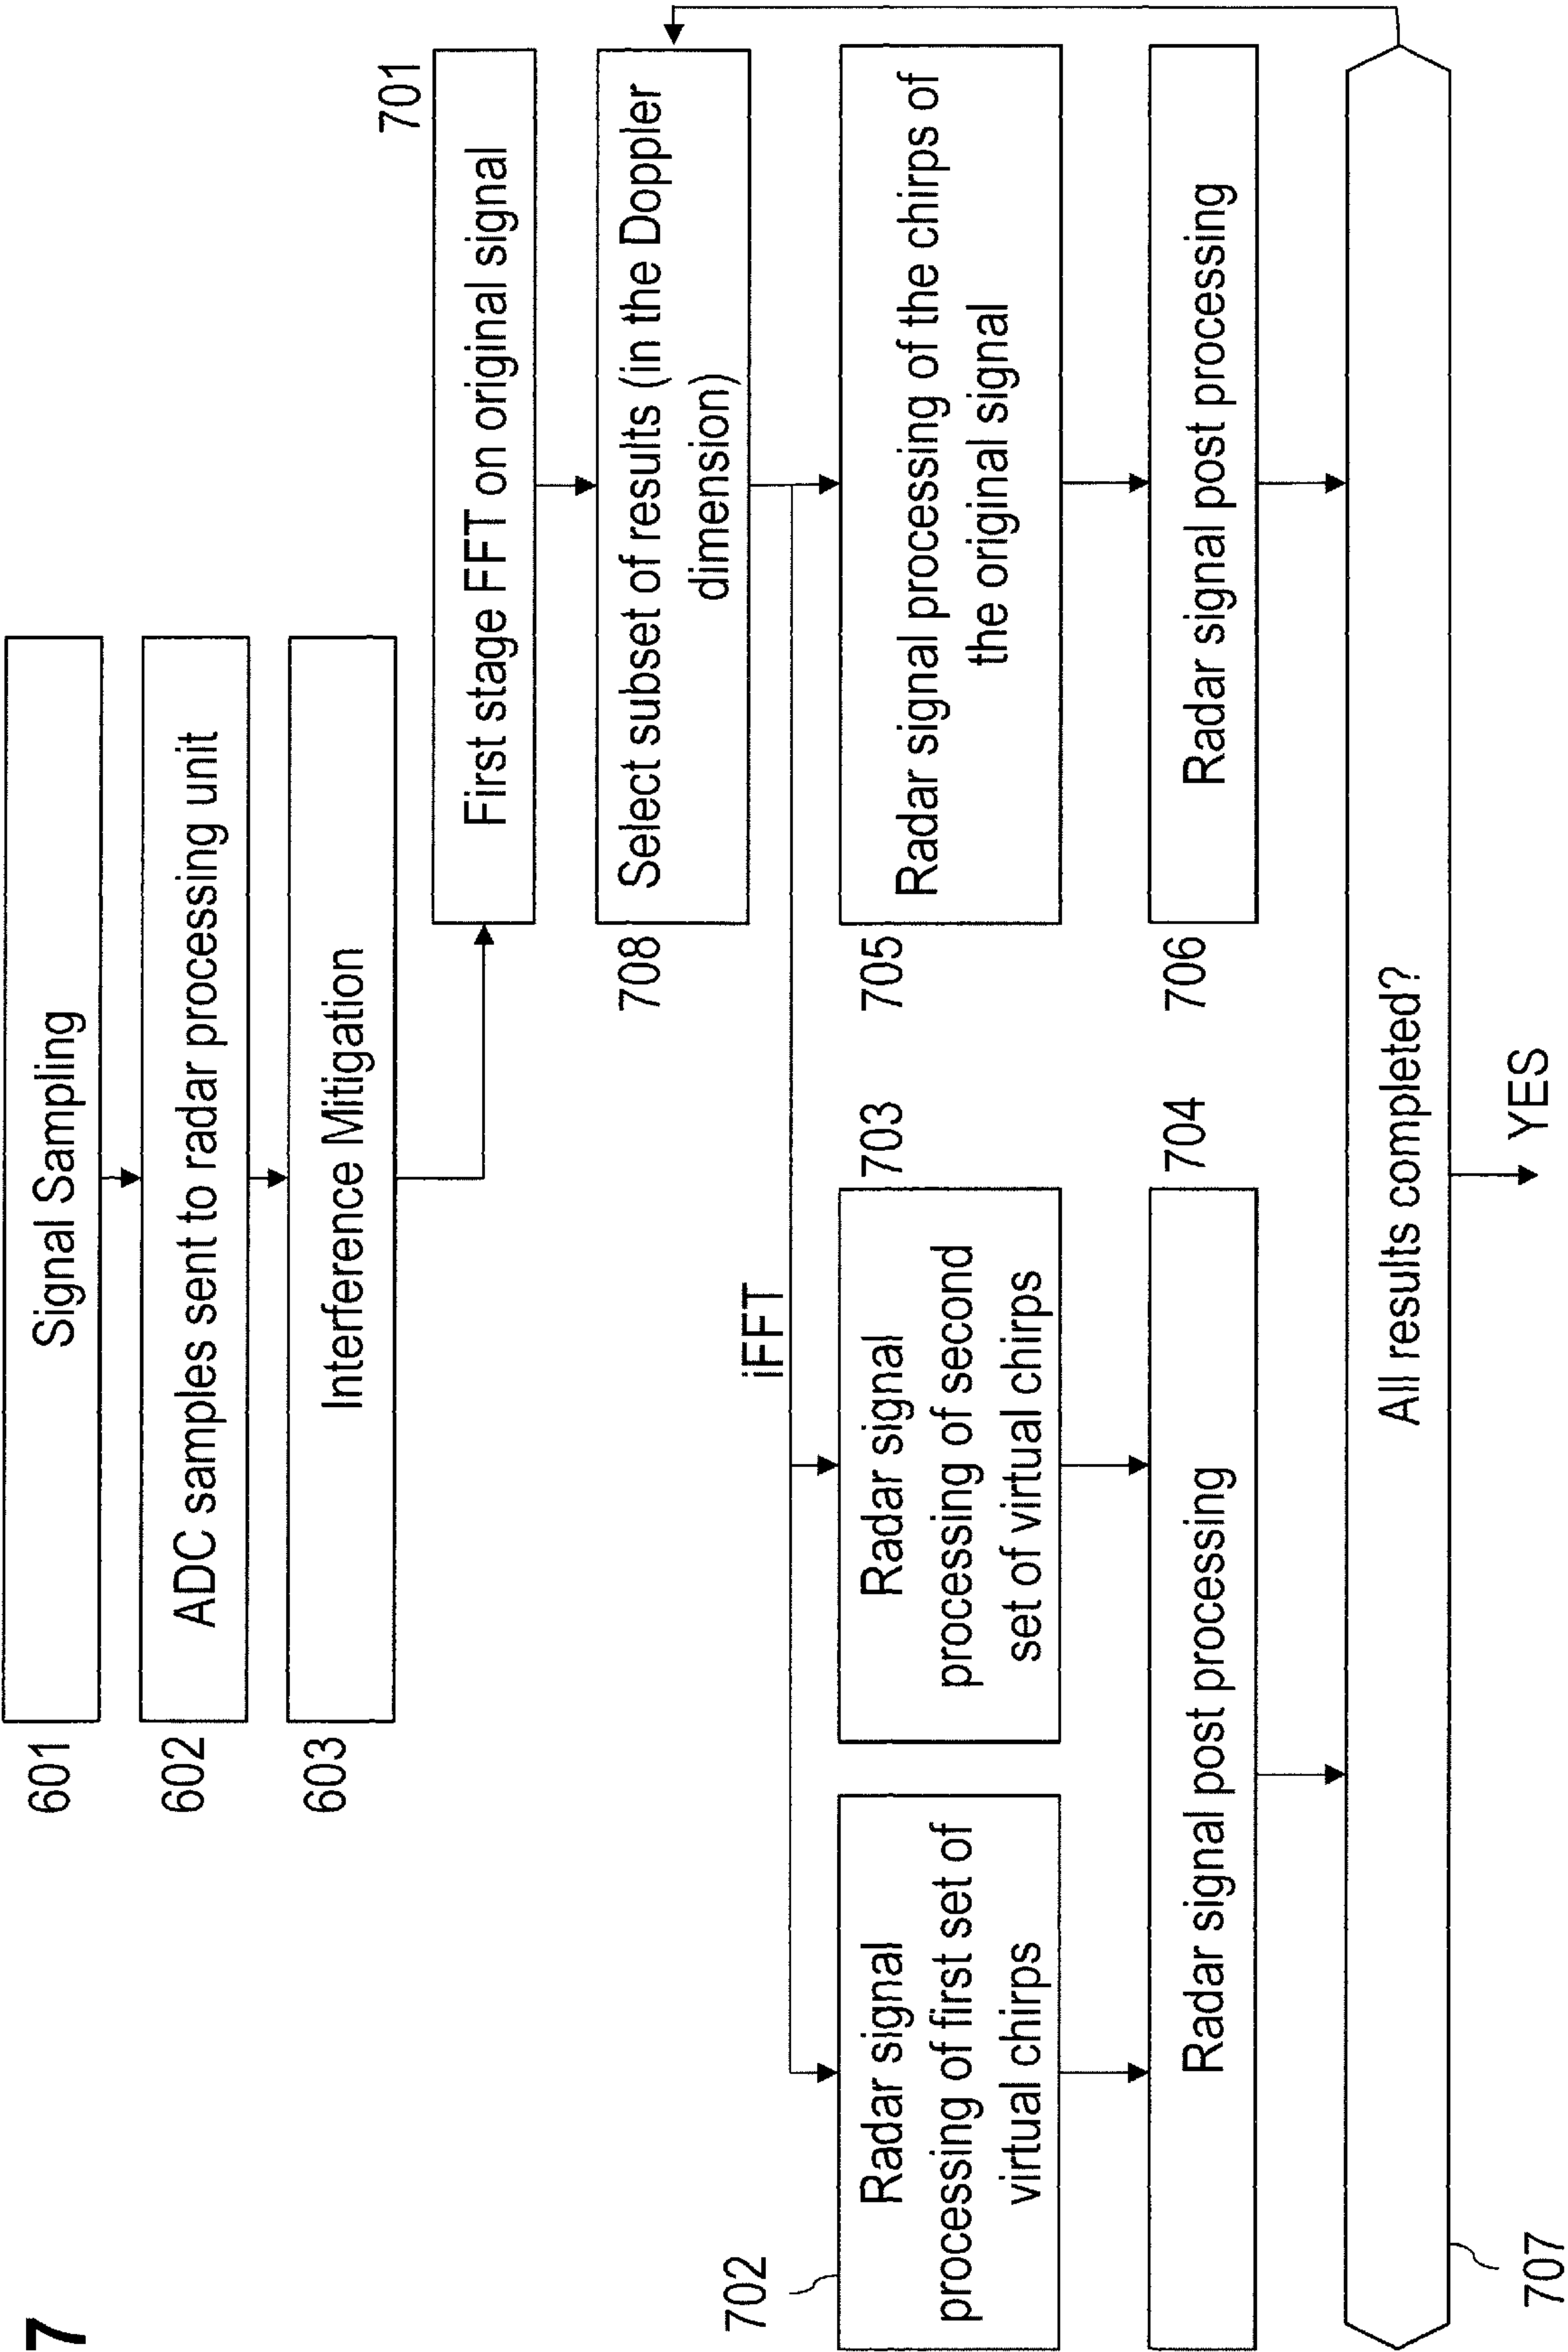 7
601
Signal Sampling
602
ADC samples sent to radar processing unit
603
Interference Mitigation
701
First stage FFT on original signal
708
Select subset of results (in the Doppler
dimension)
iFFT
702
Radar signal
processing of first set of
virtual chirps
703
Radar signal
processing of second
set of virtual chirps
705
Radar signal processing of the chirps of
the original signal
704
Radar signal post processing
706
Radar signal post processing
707
All results completed?
YES